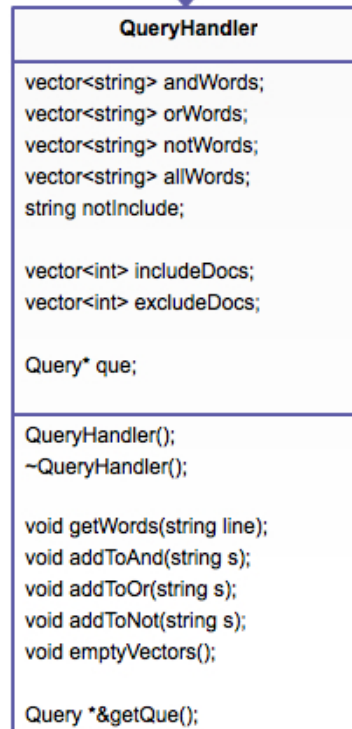 QueryHandler
vector<string> andWords;
vector<string> orWords;
vector<string> notWords;
vector<string> allWords;
string notInclude;
vector<int> includeDocs;
vector<int> excludeDocs;
Query* que;
QueryHandler();
~QueryHandler();
void getWords(string line);
void addToAnd(string s);
void addToOr(string s);
void addToNot(string s);
void emptyVectors();
Query *&getQue();